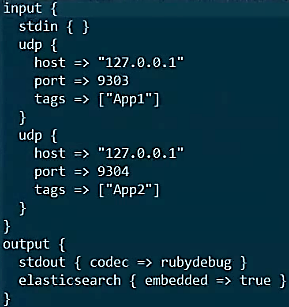 input {
  stdin { }
  udp {
    host => "127.0.0.1"
    port => 9303
    tags => ["App1"]
  }
  udp {
    host => "127.0.0.1"
    port => 9304
    tags => ["App2"]
  }
}
output {
  stdout { codec => rubydebug }
  elasticsearch { embedded => true }
}